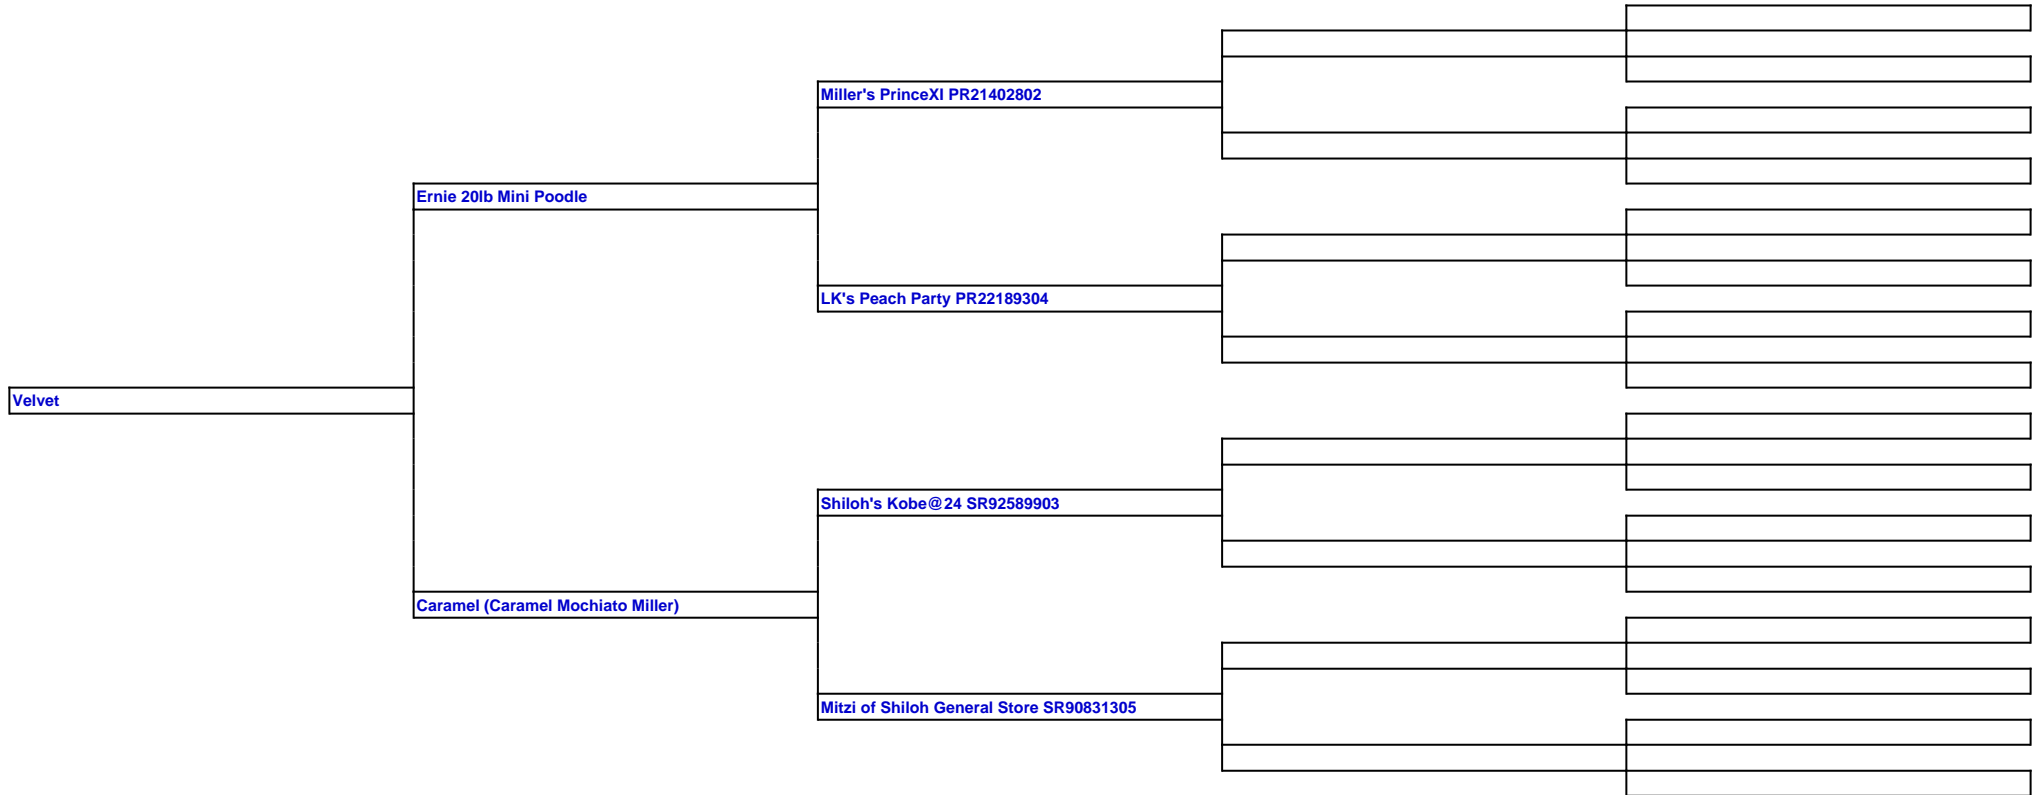 Miller's PrinceXI PR21402802
Ernie 20lb Mini Poodle
LK's Peach Party PR22189304
Velvet
Shiloh's Kobe@24 SR92589903
Caramel (Caramel Mochiato Miller)
Mitzi of Shiloh General Store SR90831305